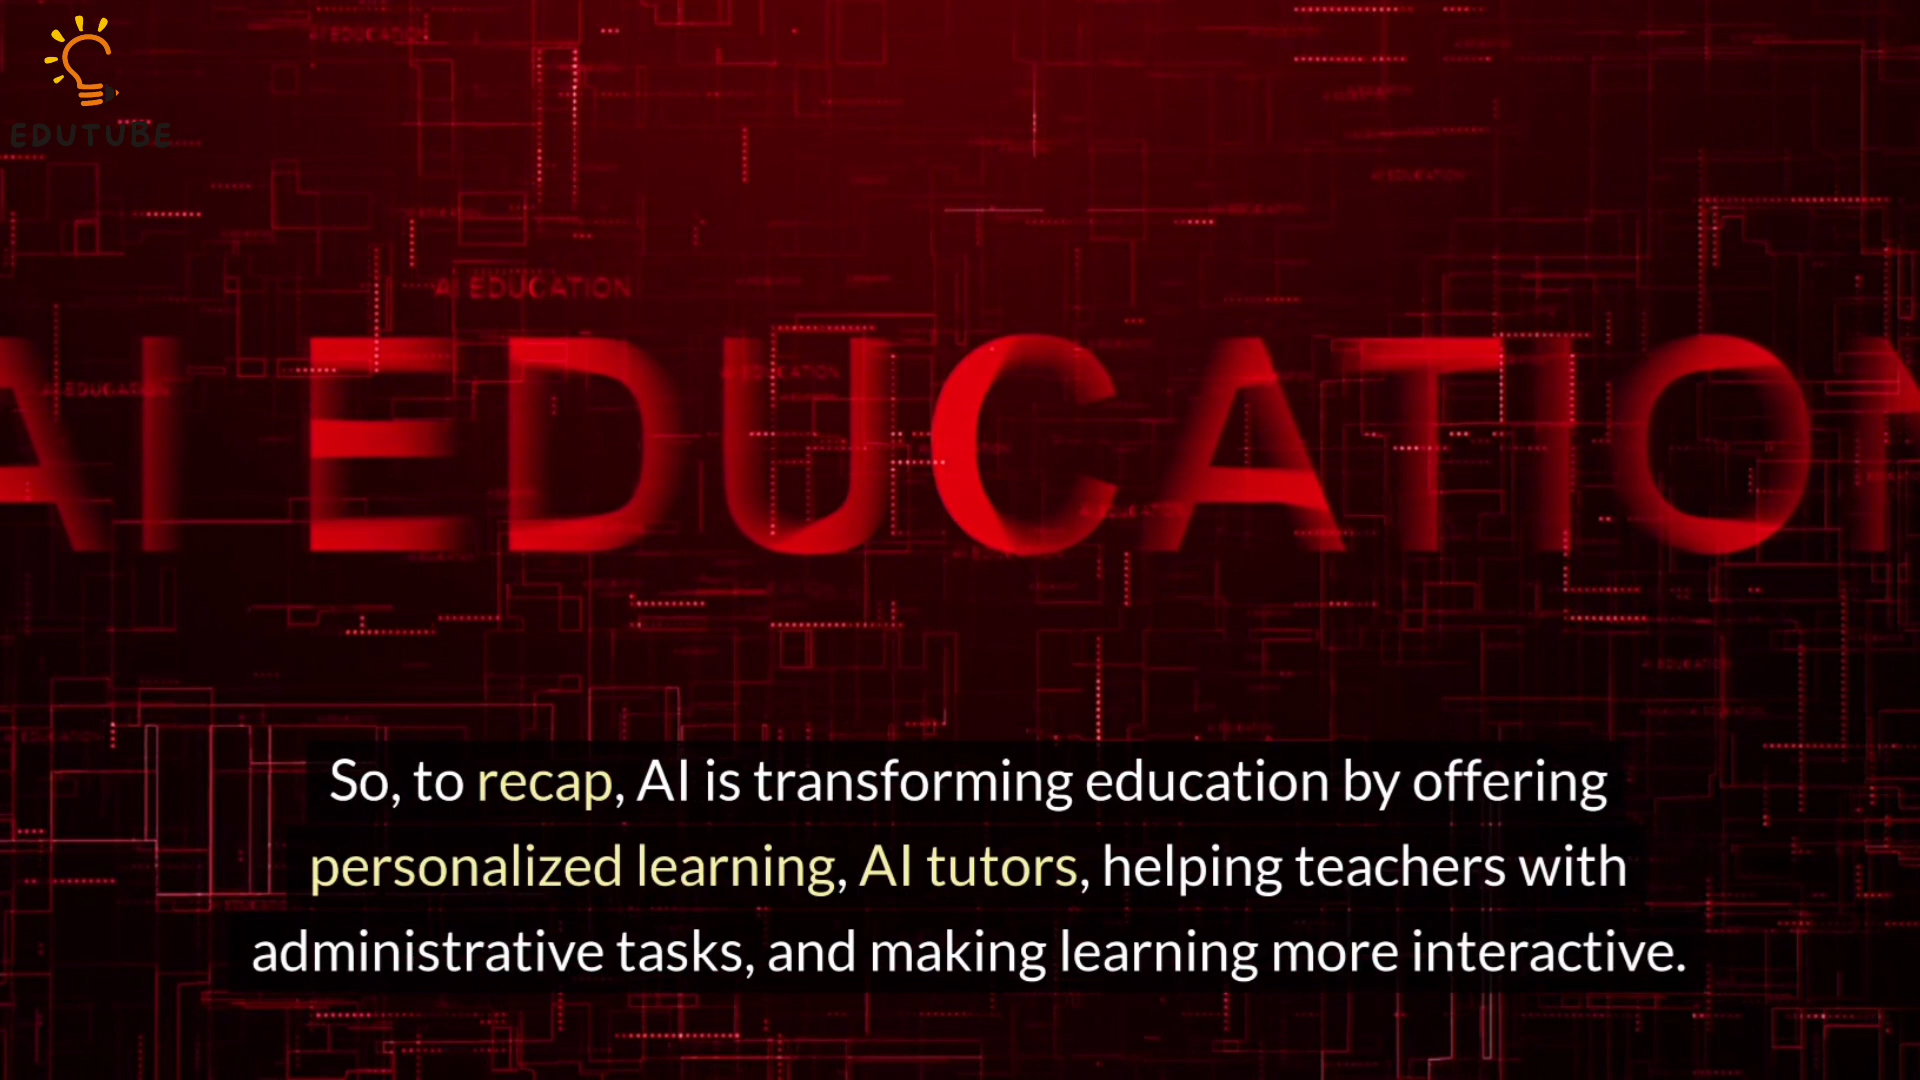 EDUTUBE
AI EDUCATION
AI EDUCATION
So, to recap, AI is transforming education by offering
personalized learning, AI tutors, helping teachers with
administrative tasks, and making learning more interactive.